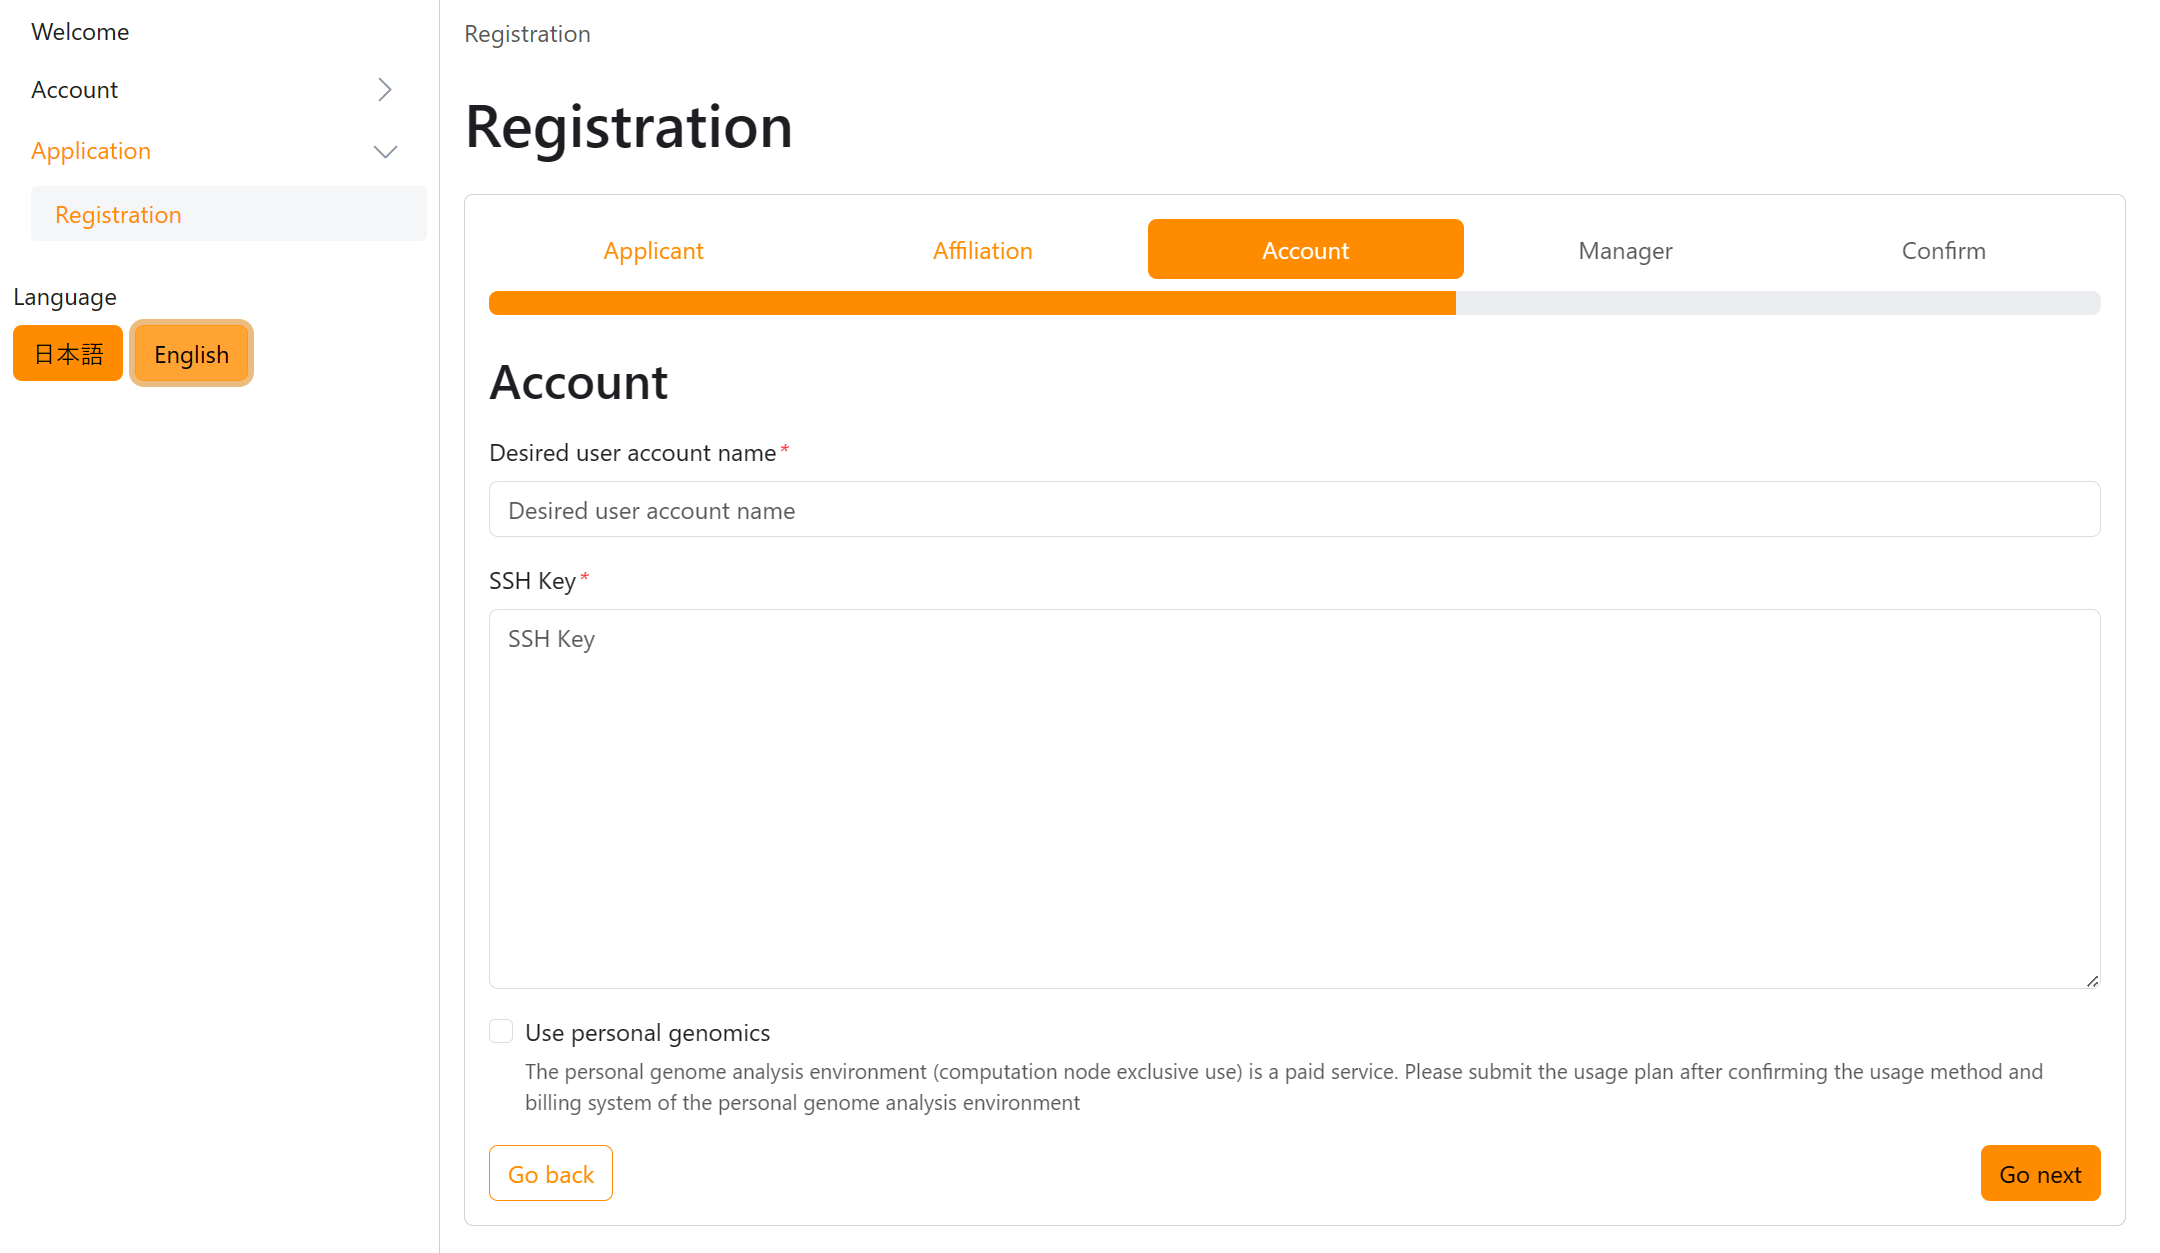 Welcome
Account
Application
Registration
Language
日本語
English
Registration
Registration
Applicant
Affiliation
Account
Manager
Confirm
Account
Desired user account name*
Desired user account name
SSH Key*
SSH Key
Use personal genomics
The personal genome analysis environment (computation node exclusive use) is a paid service. Please submit the usage plan after confirming the usage method and
billing system of the personal genome analysis environment
Go back
Go next